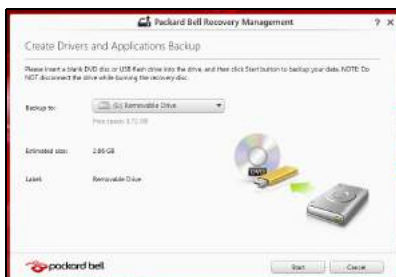 Packard Bell Recovery Management
? ×
Create Drivers and Applications Backup
Please insert a blank DVD disc or USB flash drive into the drive, and then click Start button to backup your data. NOTE: Do
NOT disconnect the drive while burning the recovery disc.
Backup to:
Removable Drive
Free space:
Estimated size:
2.86 GB
Label:
Removable Drive
DVD
packard bell
Start
Cancel